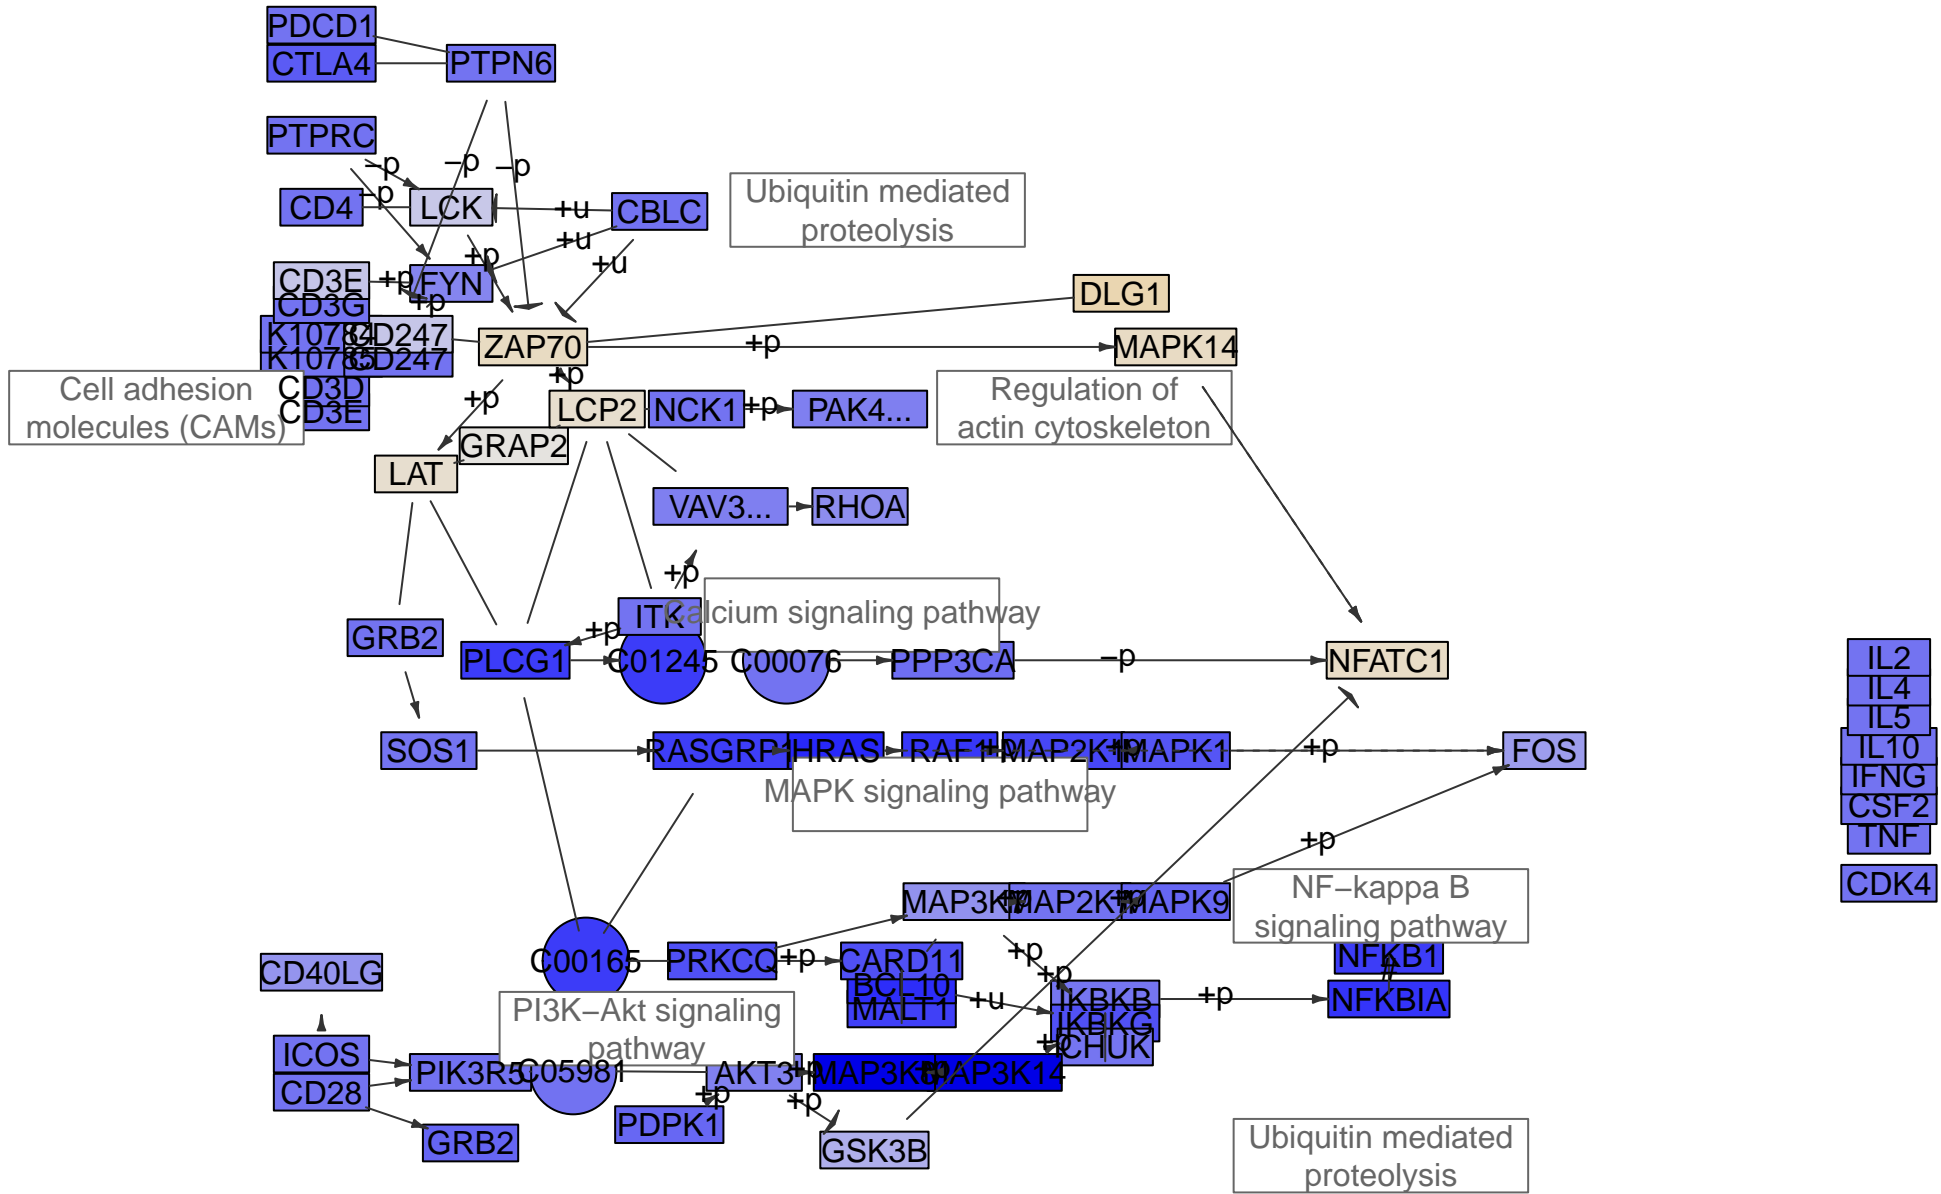 PDCD1
CTLA4
PTPN6
PTPRC
–p
–p
–p
–p
CD4
LCK
+u
CBLC
Ubiquitin mediated
proteolysis
+u
+p
+u
CD3E
+p
FYN
+p
CD3G
DLG1
CD247
ZAP70
+p
MAPK14
CD247
CD3D
CD3E
Cell adhesion
molecules (CAMs)
+p
+p
LCP2
NCK1
+p
PAK4...
Regulation of
actin cytoskeleton
GRAP2
LAT
VAV3...
RHOA
+p
ITK
Calcium signaling pathway
GRB2
+p
PLCG1
C01245
C00076
PPP3CA
–p
NFATC1
IL2
IL4
IL5
IL10
IFNG
CSF2
TNF
CDK4
SOS1
RASGRP1
HRAS
RAF1
MAPK1
+p
FOS
MAPK signaling pathway
+p
MAPK9
NF–kappa B
signaling pathway
+p
C00165
PRKCQ
+p
CARD11
BCL10
MALT1
+u
+p
IKBKB
IKBKG
CHUK
+p
+p
NFKB1
NFKBIA
CD40LG
PI3K–Akt signaling
pathway
ICOS
CD28
PIK3R5
C05981
AKT3
+p
MAP3K14
+p
+p
PDPK1
GRB2
GSK3B
Ubiquitin mediated
proteolysis